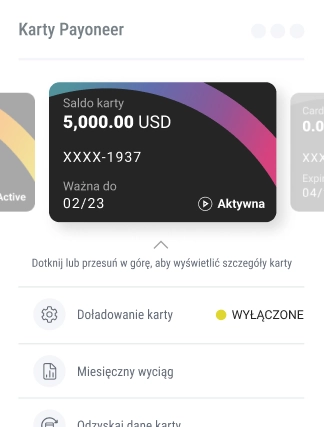 Karty Payoneer
Saldo karty
5,000.00 USD
XXXX-1937
Ważna do
02/23
Aktywna
Active
Card
0.0
XXX
Expi
04/
Dotknij lub przesuń w górę, aby wyświetlić szczegóły karty
Doładowanie karty
WYŁĄCZONE
Miesięczny wyciąg
Odzyskaj dane karty